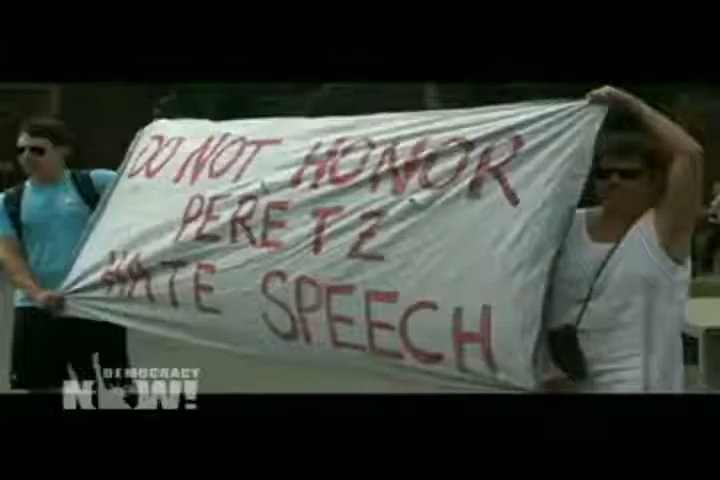 DO NOT HONOR
PERETZ
HATE SPEECH
DEMOCRACY
NOW!